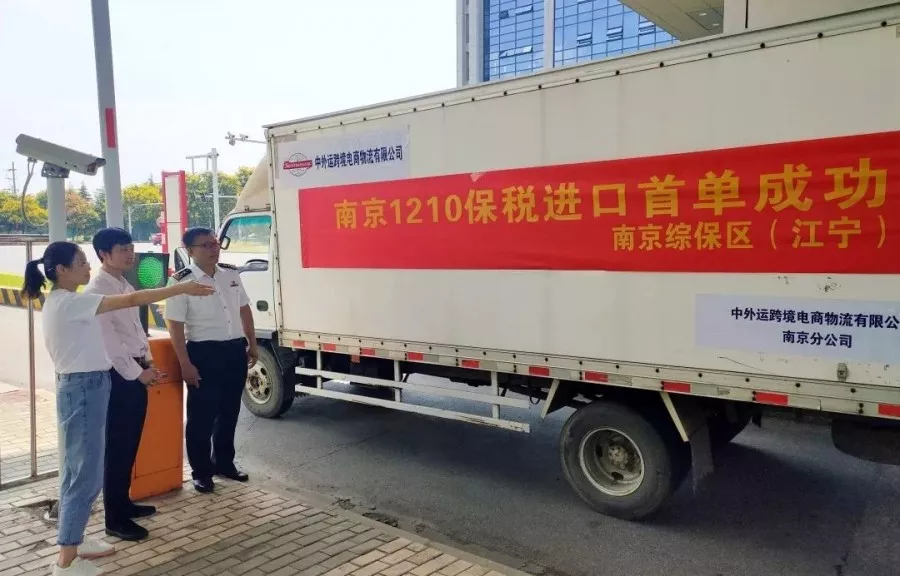 中外运跨境电商物流有限公司
南京1210保税进口首单成功
南京综保区（江宁）
中外运跨境电商物流有限公
南京分公司